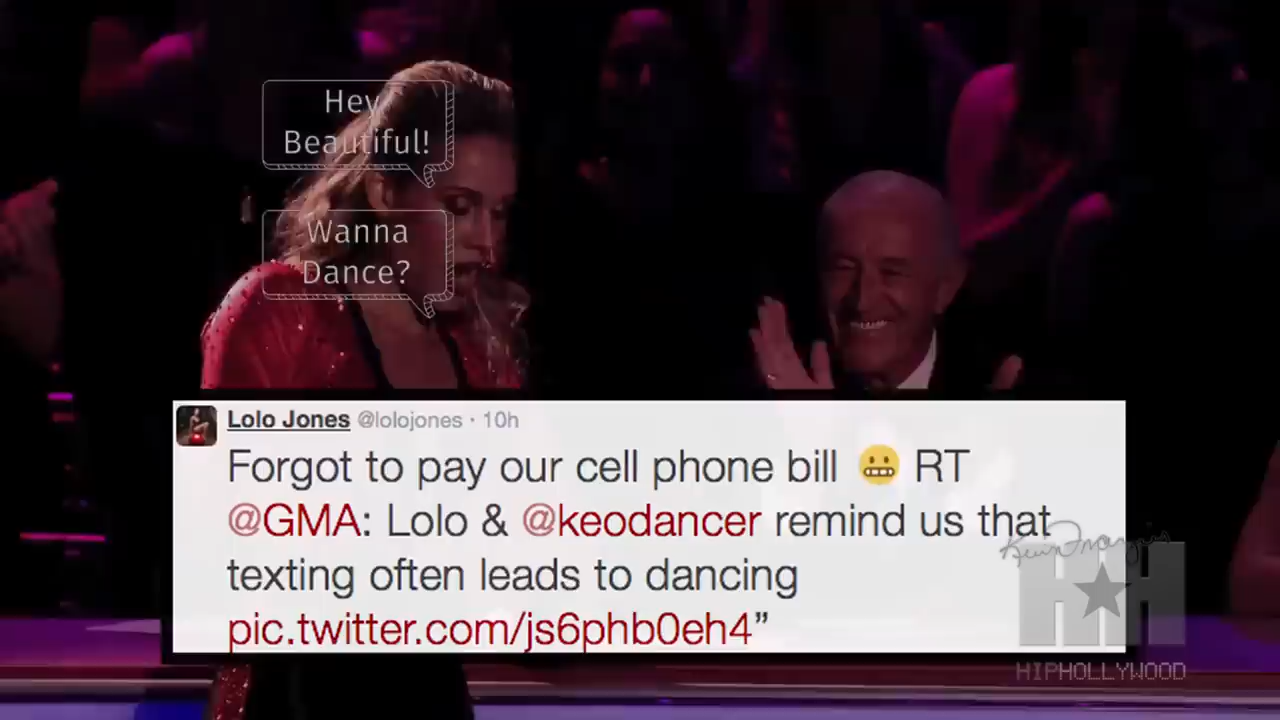 Hey
Beautiful!
Wanna
Dance?
Lolo Jones @lolojones · 10h
Forgot to pay our cell phone bill 😬 RT
@GMA: Lolo & @keodancer remind us that
texting often leads to dancing
pic.twitter.com/js6phb0eh4”
HH
HIPHOLLYWOOD